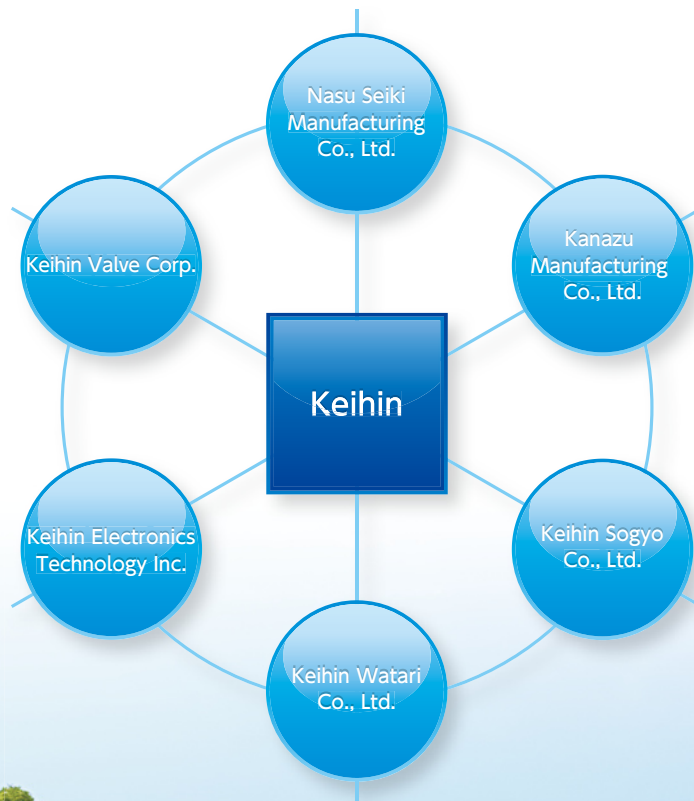 Nasu Seiki
Manufacturing
Co., Ltd.
Keihin Valve Corp.
Kanazu
Manufacturing
Co., Ltd.
Keihin
Keihin Electronics
Technology Inc.
Keihin Sogyo
Co., Ltd.
Keihin Watari
Co., Ltd.